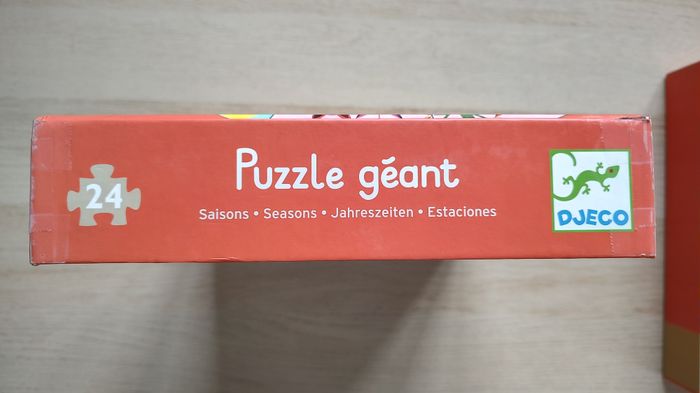 24
Puzzle géant
Saisons • Seasons • Jahreszeiten • Estaciones
DJECO